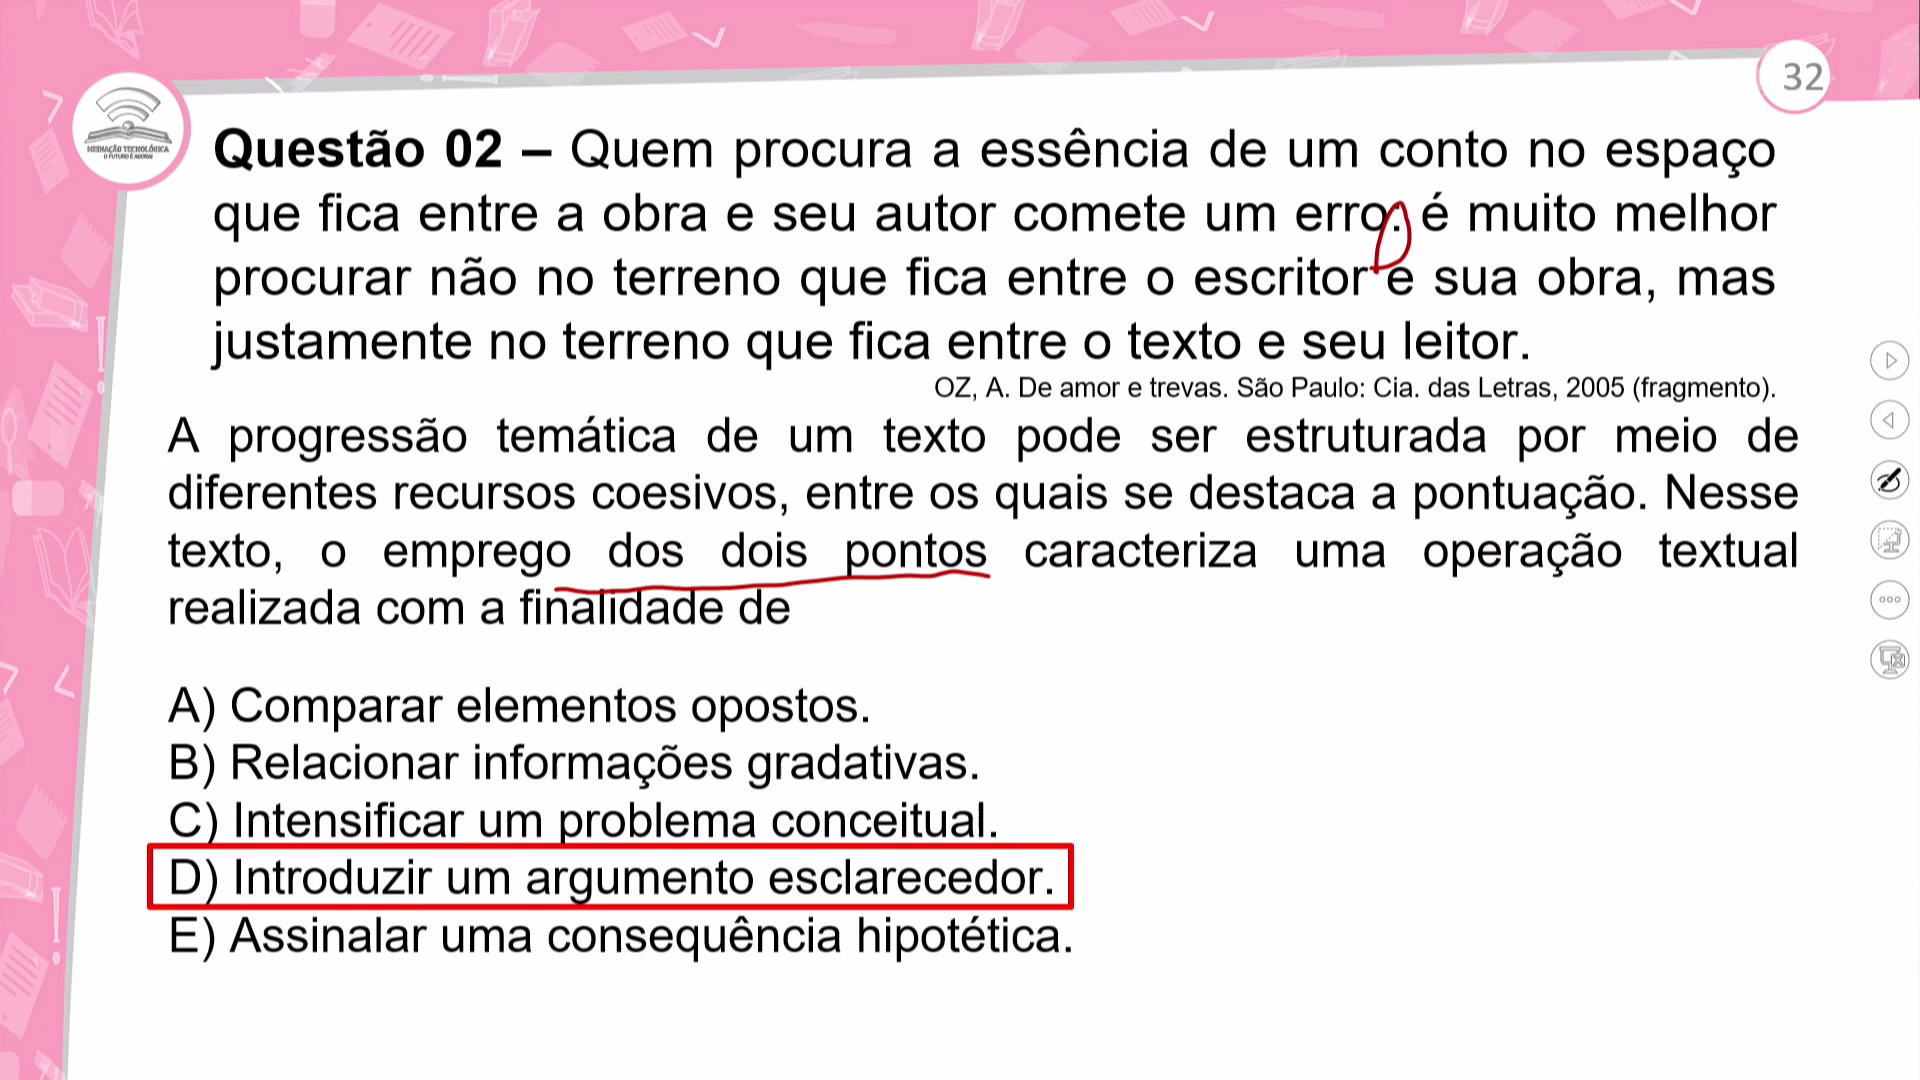 32
MEDIAÇÃO TECNOLÓGICA
O FUTURO É AGORA!
Questão 02 – Quem procura a essência de um conto no espaço
que fica entre a obra e seu autor comete um erro: é muito melhor
procurar não no terreno que fica entre o escritor e sua obra, mas
justamente no terreno que fica entre o texto e seu leitor.
OZ, A. De amor e trevas. São Paulo: Cia. das Letras, 2005 (fragmento).
A progressão temática de um texto pode ser estruturada por meio de
diferentes recursos coesivos, entre os quais se destaca a pontuação. Nesse
texto, o emprego dos dois pontos caracteriza uma operação textual
realizada com a finalidade de
A) Comparar elementos opostos.
B) Relacionar informações gradativas.
C) Intensificar um problema conceitual.
D) Introduzir um argumento esclarecedor.
E) Assinalar uma consequência hipotética.